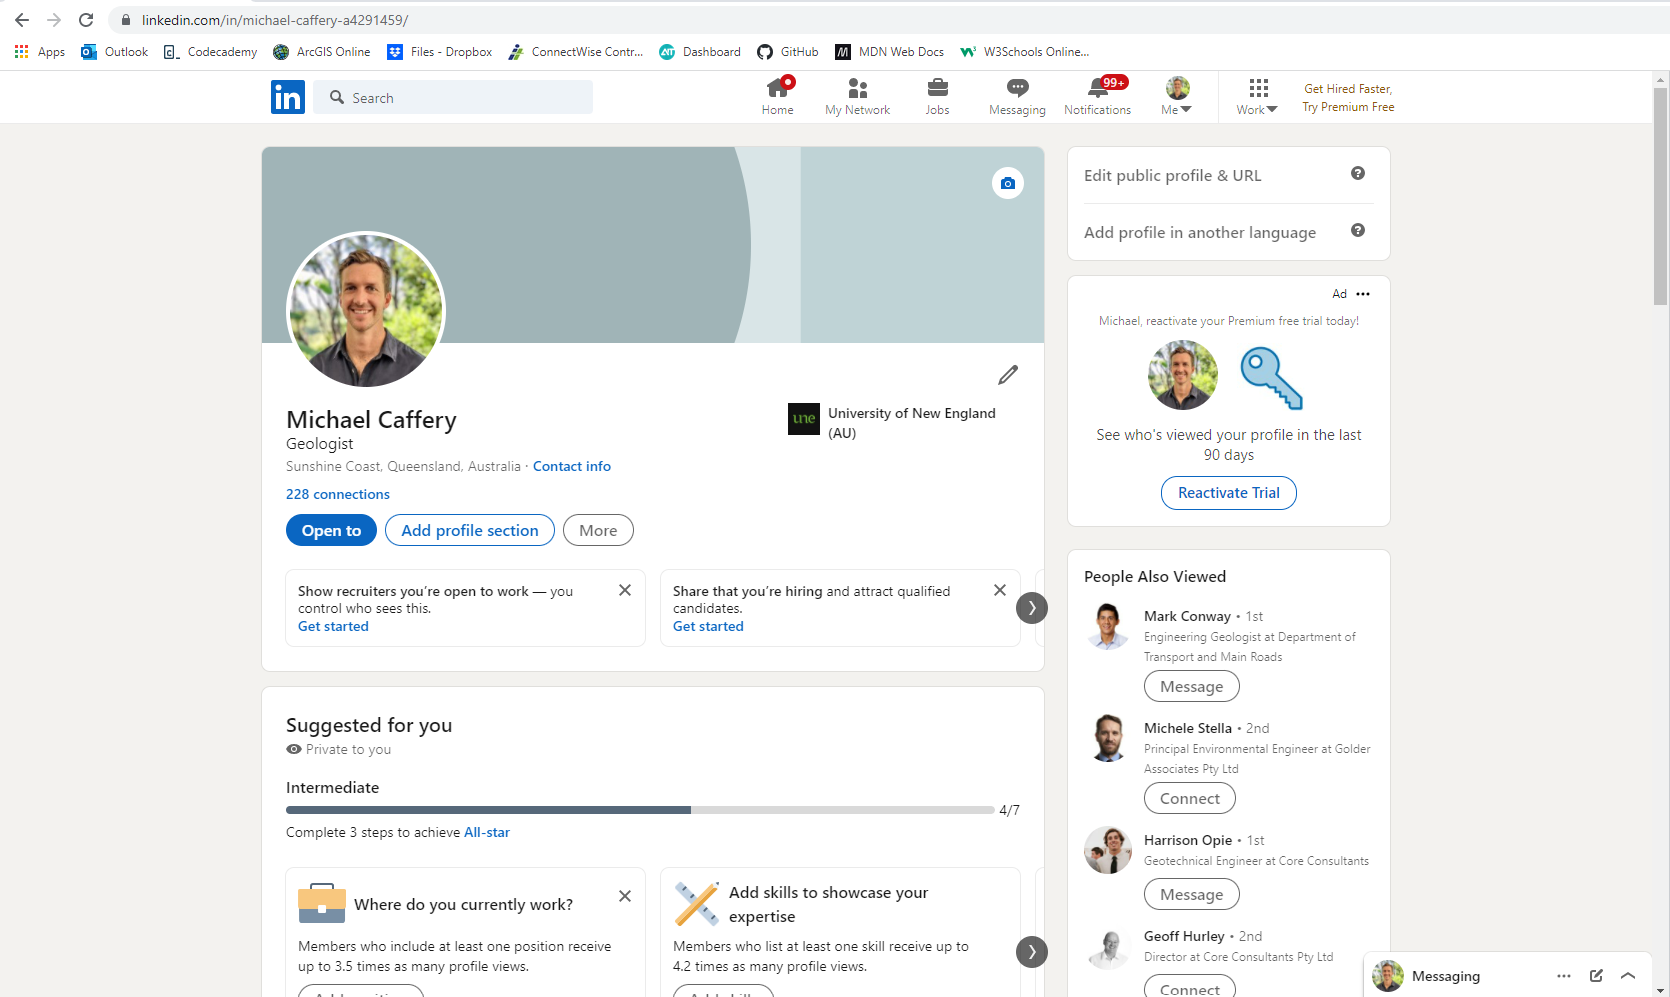 linkedin.com/in/michael-caffery-a4291459/
Apps
Outlook
Codecademy
ArcGIS Online
Files - Dropbox
ConnectWise Contr...
Dashboard
GitHub
MDN Web Docs
W3Schools Online...
in
Search
Home
My Network
Jobs
Messaging
99+
Notifications
Me
Work
Get Hired Faster,
Try Premium Free
Michael Caffery
Geologist
Sunshine Coast, Queensland, Australia · Contact info
228 connections
une
University of New England
(AU)
Open to
Add profile section
More
Show recruiters you're open to work — you
control who sees this.
Get started
Share that you're hiring and attract qualified
candidates.
Get started
Suggested for you
Private to you
Intermediate
4/7
Complete 3 steps to achieve All-star
Where do you currently work?
Members who include at least one position receive
up to 3.5 times as many profile views.
Add skills to showcase your
expertise
Members who list at least one skill receive up to
4.2 times as many profile views.
Edit public profile & URL
Add profile in another language
Ad
Michael, reactivate your Premium free trial today!
See who's viewed your profile in the last
90 days
Reactivate Trial
People Also Viewed
Mark Conway • 1st
Engineering Geologist at Department of
Transport and Main Roads
Message
Michele Stella • 2nd
Principal Environmental Engineer at Golder
Associates Pty Ltd
Connect
Harrison Opie • 1st
Geotechnical Engineer at Core Consultants
Message
Geoff Hurley • 2nd
Director at Core Consultants Pty Ltd
Connect
Messaging